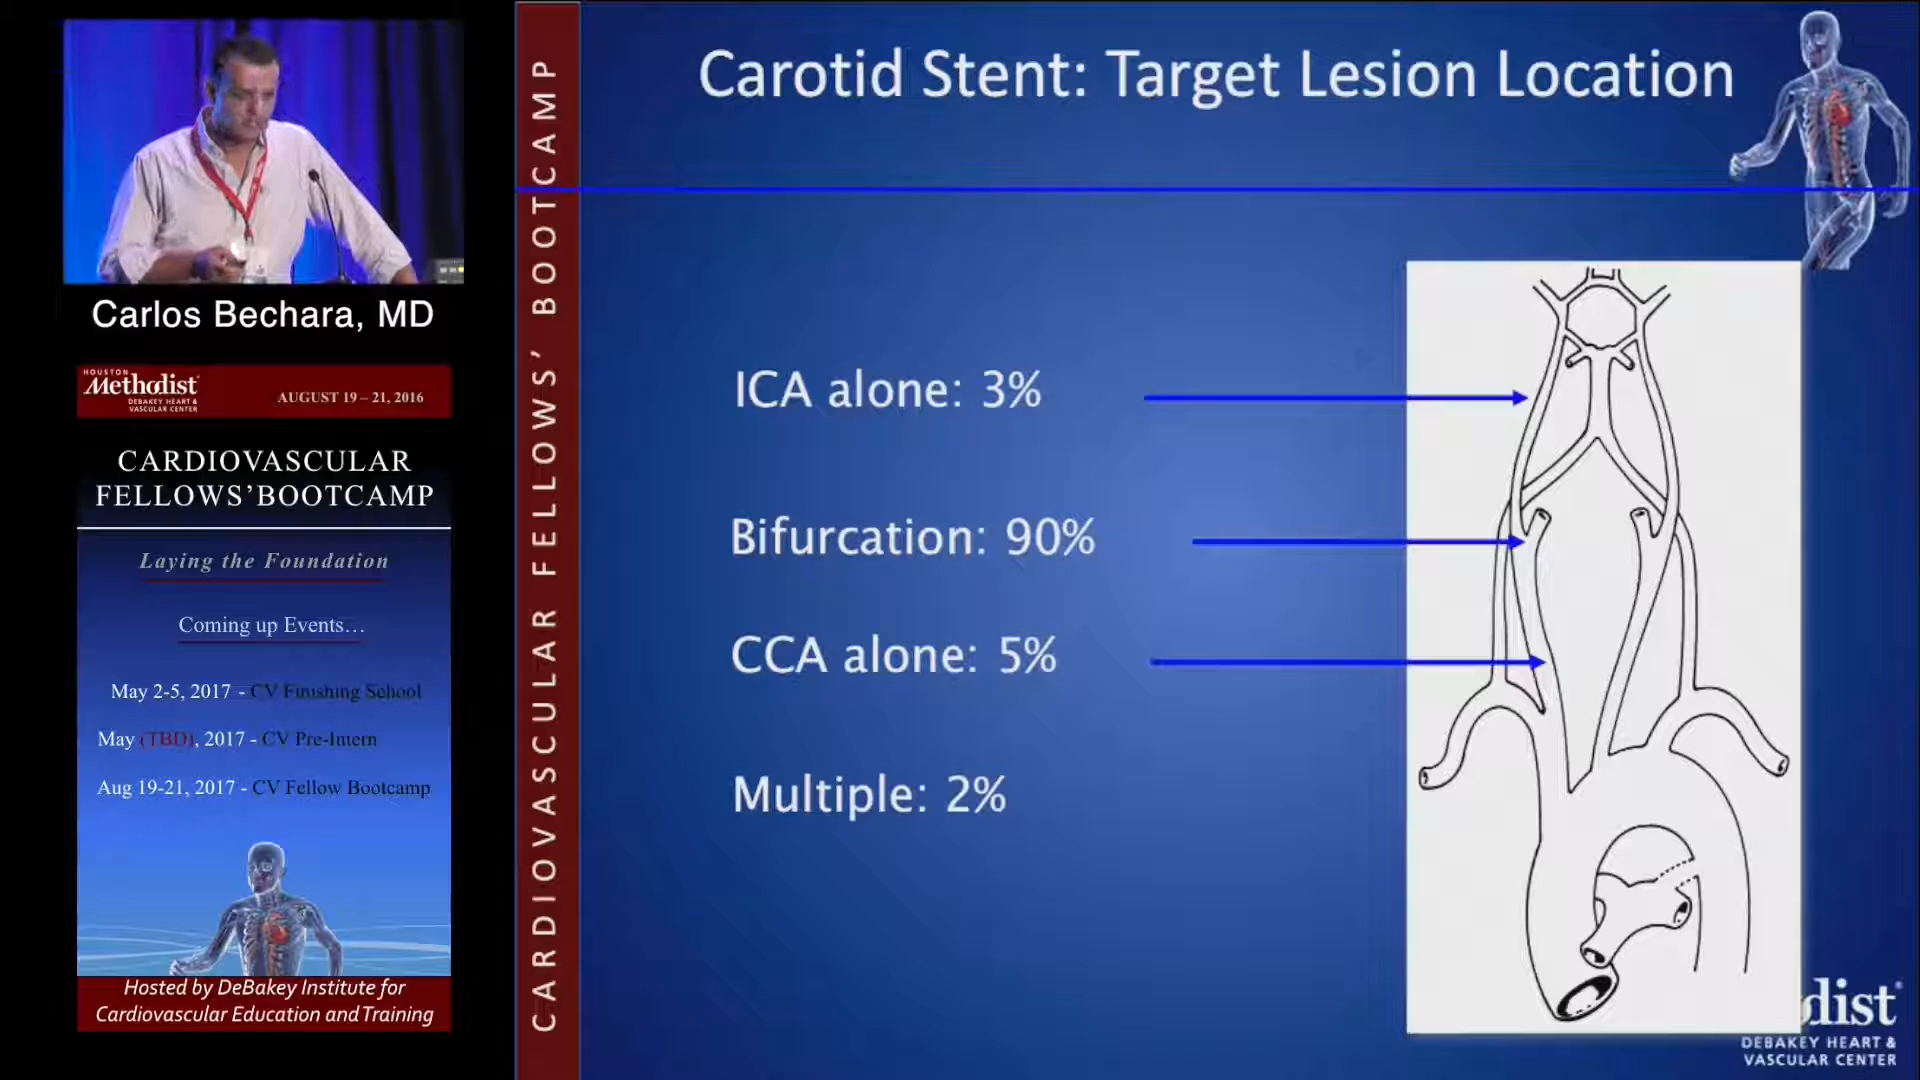 Carlos Bechara, MD
HOUSTON
Methodist
DEBAKEY HEART &
VASCULAR CENTER
AUGUST 19 – 21, 2016
CARDIOVASCULAR
FELLOWS’BOOTCAMP
Laying the Foundation
Coming up Events…
May 2-5, 2017 - CV Finishing School
May (TBD), 2017 - CV Pre-Intern
Aug 19-21, 2017 - CV Fellow Bootcamp
Hosted by DeBakey Institute for
Cardiovascular Education and Training
CARDIOVASCULAR FELLOWS’ BOOTCAMP
Carotid Stent: Target Lesion Location
ICA alone: 3%
Bifurcation: 90%
CCA alone: 5%
Multiple: 2%
dist
DEBAKEY HEART &
VASCULAR CENTER